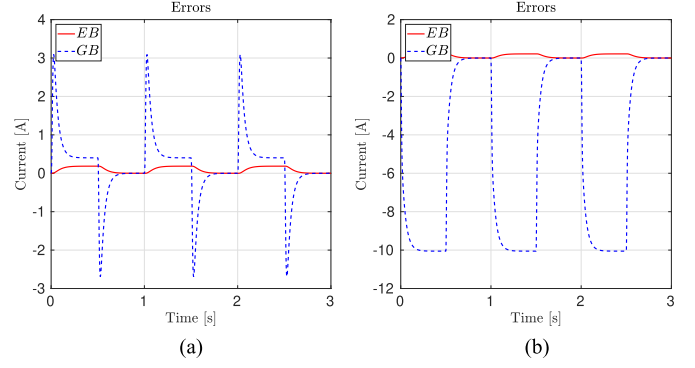 Errors
EB
GB
Current [A]
4
3
2
1
0
-1
-2
-3
0 1 2 3
Time [s]
(a)
Errors
EB
GB
Current [A]
2
0
-2
-4
-6
-8
-10
-12
0 1 2 3
Time [s]
(b)